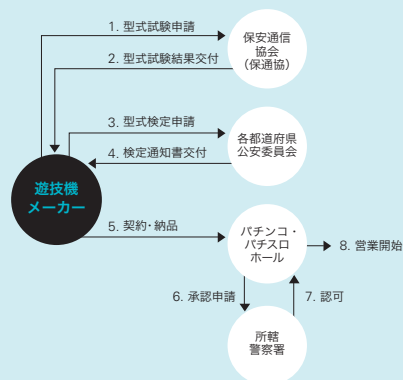 1. 型式試験申請
保安通信
協会
（保通協）
2. 型式試験結果交付
3. 型式検定申請
各都道府県
公安委員会
4. 検定通知書交付
遊技機
メーカー
5. 契約・納品
パチンコ・
パチスロ
ホール
8. 営業開始
6. 承認申請
7. 認可
所轄
警察署